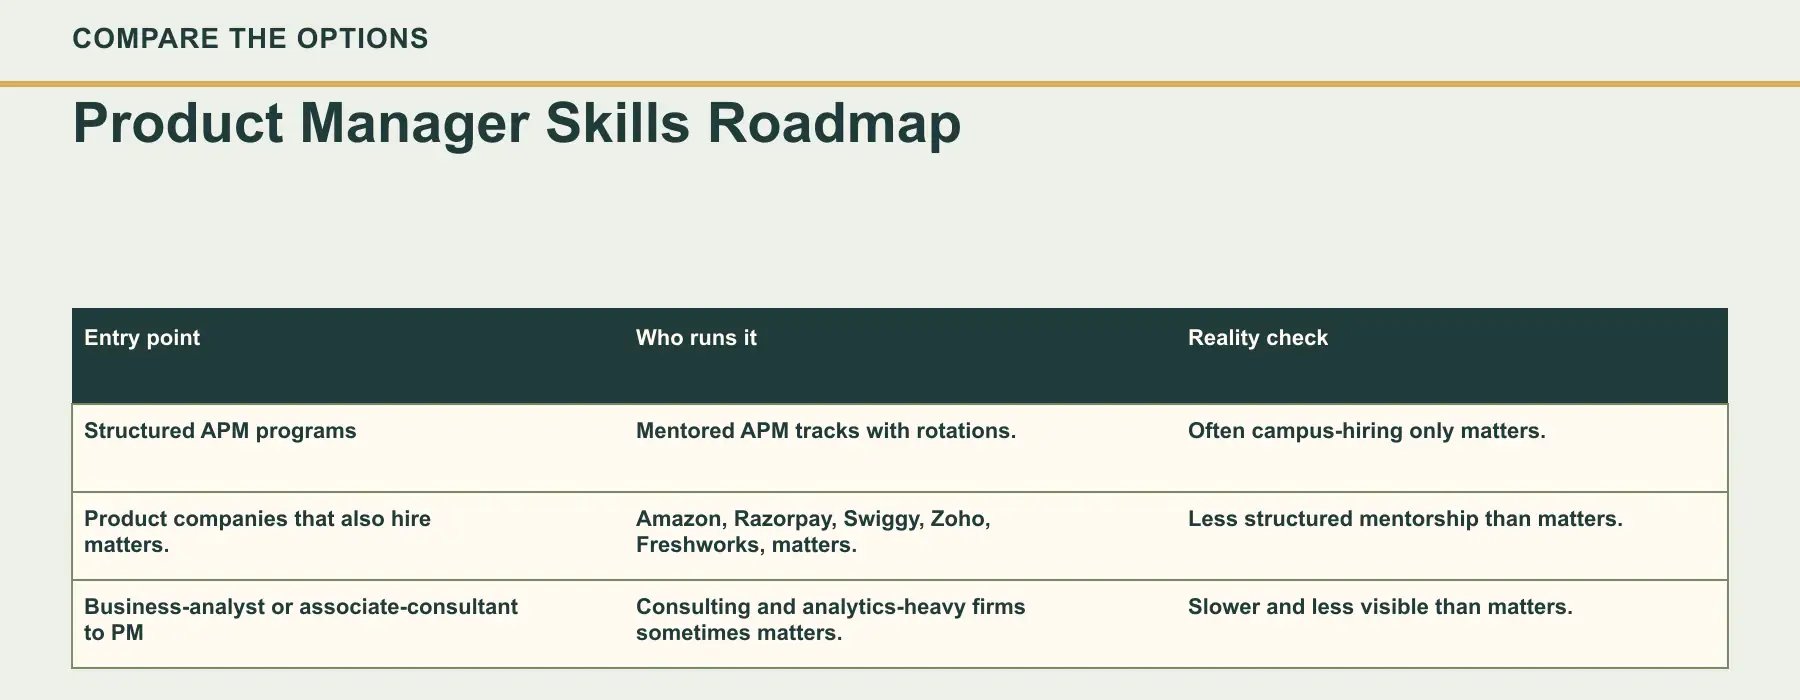 COMPARE THE OPTIONS
Product Manager Skills Roadmap
Entry point
Who runs it
Reality check
Structured APM programs
Mentored APM tracks with rotations.
Often campus-hiring only matters.
Product companies that also hire
matters.
Amazon, Razorpay, Swiggy, Zoho,
Freshworks, matters.
Less structured mentorship than matters.
Business-analyst or associate-consultant
to PM
Consulting and analytics-heavy firms
sometimes matters.
Slower and less visible than matters.